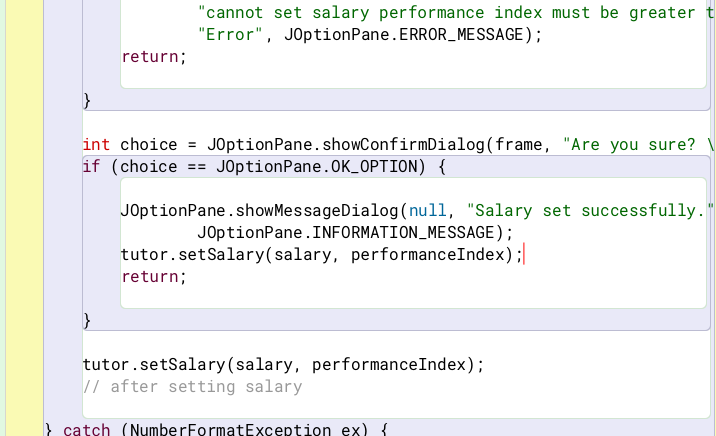 "cannot set salary performance index must be greater
"Error", JOptionPane.ERROR_MESSAGE);
return;
}
int choice = JOptionPane.showConfirmDialog(frame, "Are you sure? \
if (choice == JOptionPane.OK_OPTION) {
JOptionPane.showMessageDialog(null, "Salary set successfully."
JOptionPane.INFORMATION_MESSAGE);
tutor.setSalary(salary, performanceIndex);
return;
}
tutor.setSalary(salary, performanceIndex);
// after setting salary
} catch (NumberFormatException ex) {